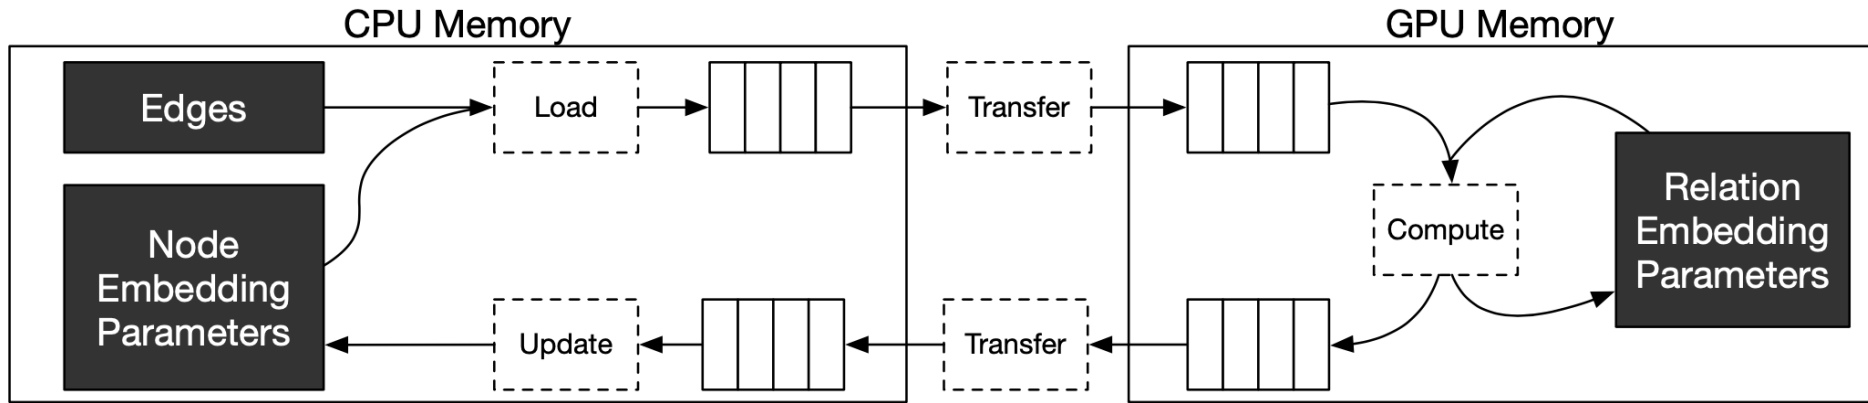 CPU Memory
GPU Memory
Edges
Load
Transfer
Node
Embedding
Parameters
Compute
Relation
Embedding
Parameters
Update
Transfer